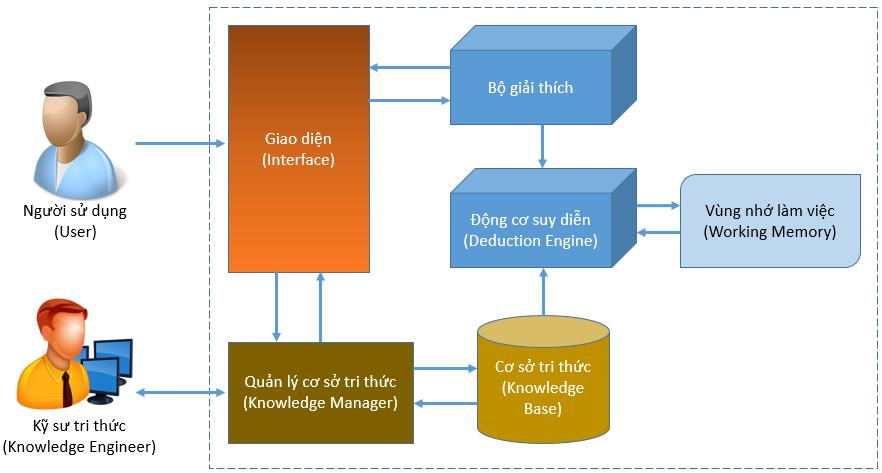 Bộ giải thích
Giao diện
(Interface)
Người sử dụng
(User)
Động cơ suy diễn
(Deduction Engine)
Vùng nhớ làm việc
(Working Memory)
Quản lý cơ sở tri thức
(Knowledge Manager)
Cơ sở tri thức
(Knowledge
Base)
Kỹ sư tri thức
(Knowledge Engineer)